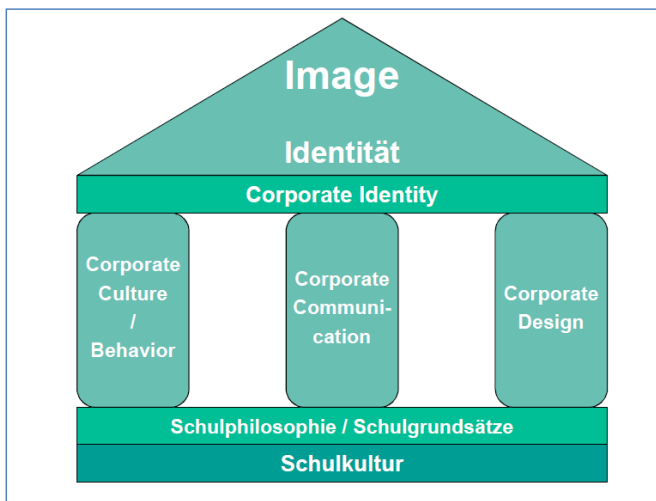 Image
Identität
Corporate Identity
Corporate
Culture
/
Behavior
Corporate
Communi-
cation
Corporate
Design
Schulphilosophie / Schulgrundsätze
Schulkultur